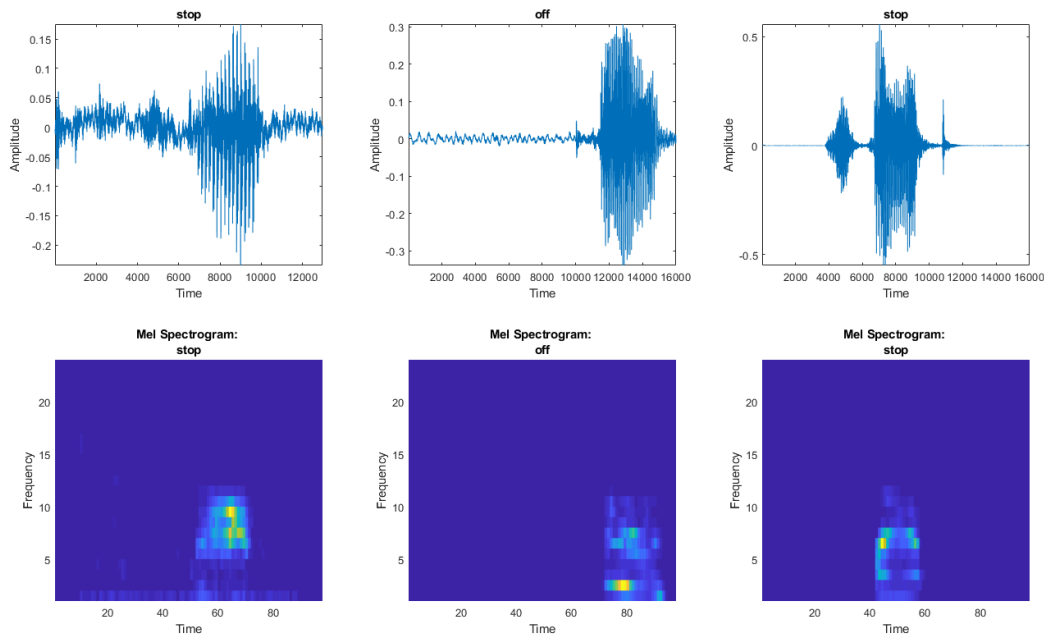 stop
0.15
0.1
0.05
0
-0.05
-0.1
-0.15
-0.2
Amplitude
2000 4000 6000 8000 10000 12000
Time
off
0.3
0.2
0.1
0
-0.1
-0.2
-0.3
Amplitude
2000 4000 6000 8000 10000 12000 14000 16000
Time
stop
0.5
0
-0.5
Amplitude
2000 4000 6000 8000 10000 12000 14000 16000
Time
Mel Spectrogram:
stop
20
15
10
5
Frequency
20 40 60 80
Time
Mel Spectrogram:
off
20
15
10
5
Frequency
20 40 60 80
Time
Mel Spectrogram:
stop
20
15
10
5
Frequency
20 40 60 80
Time